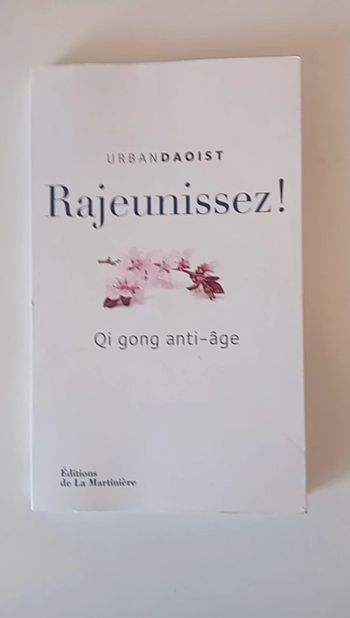 URBANDAOIST
Rajeunissez!
Qi gong anti-âge
Éditions
de La Martinière